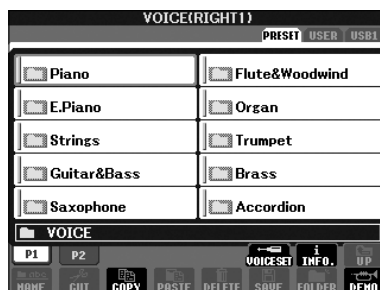 VOICE(RIGHT1)
PRESET USER USB1
Piano
Flute&Woodwind
E.Piano
Organ
Strings
Trumpet
Guitar&Bass
Brass
Saxophone
Accordion
VOICE
P1 P2
VOICESET INFO. UP
NAME CUT COPY PASTE DELETE SAVE FOLDER DEMO